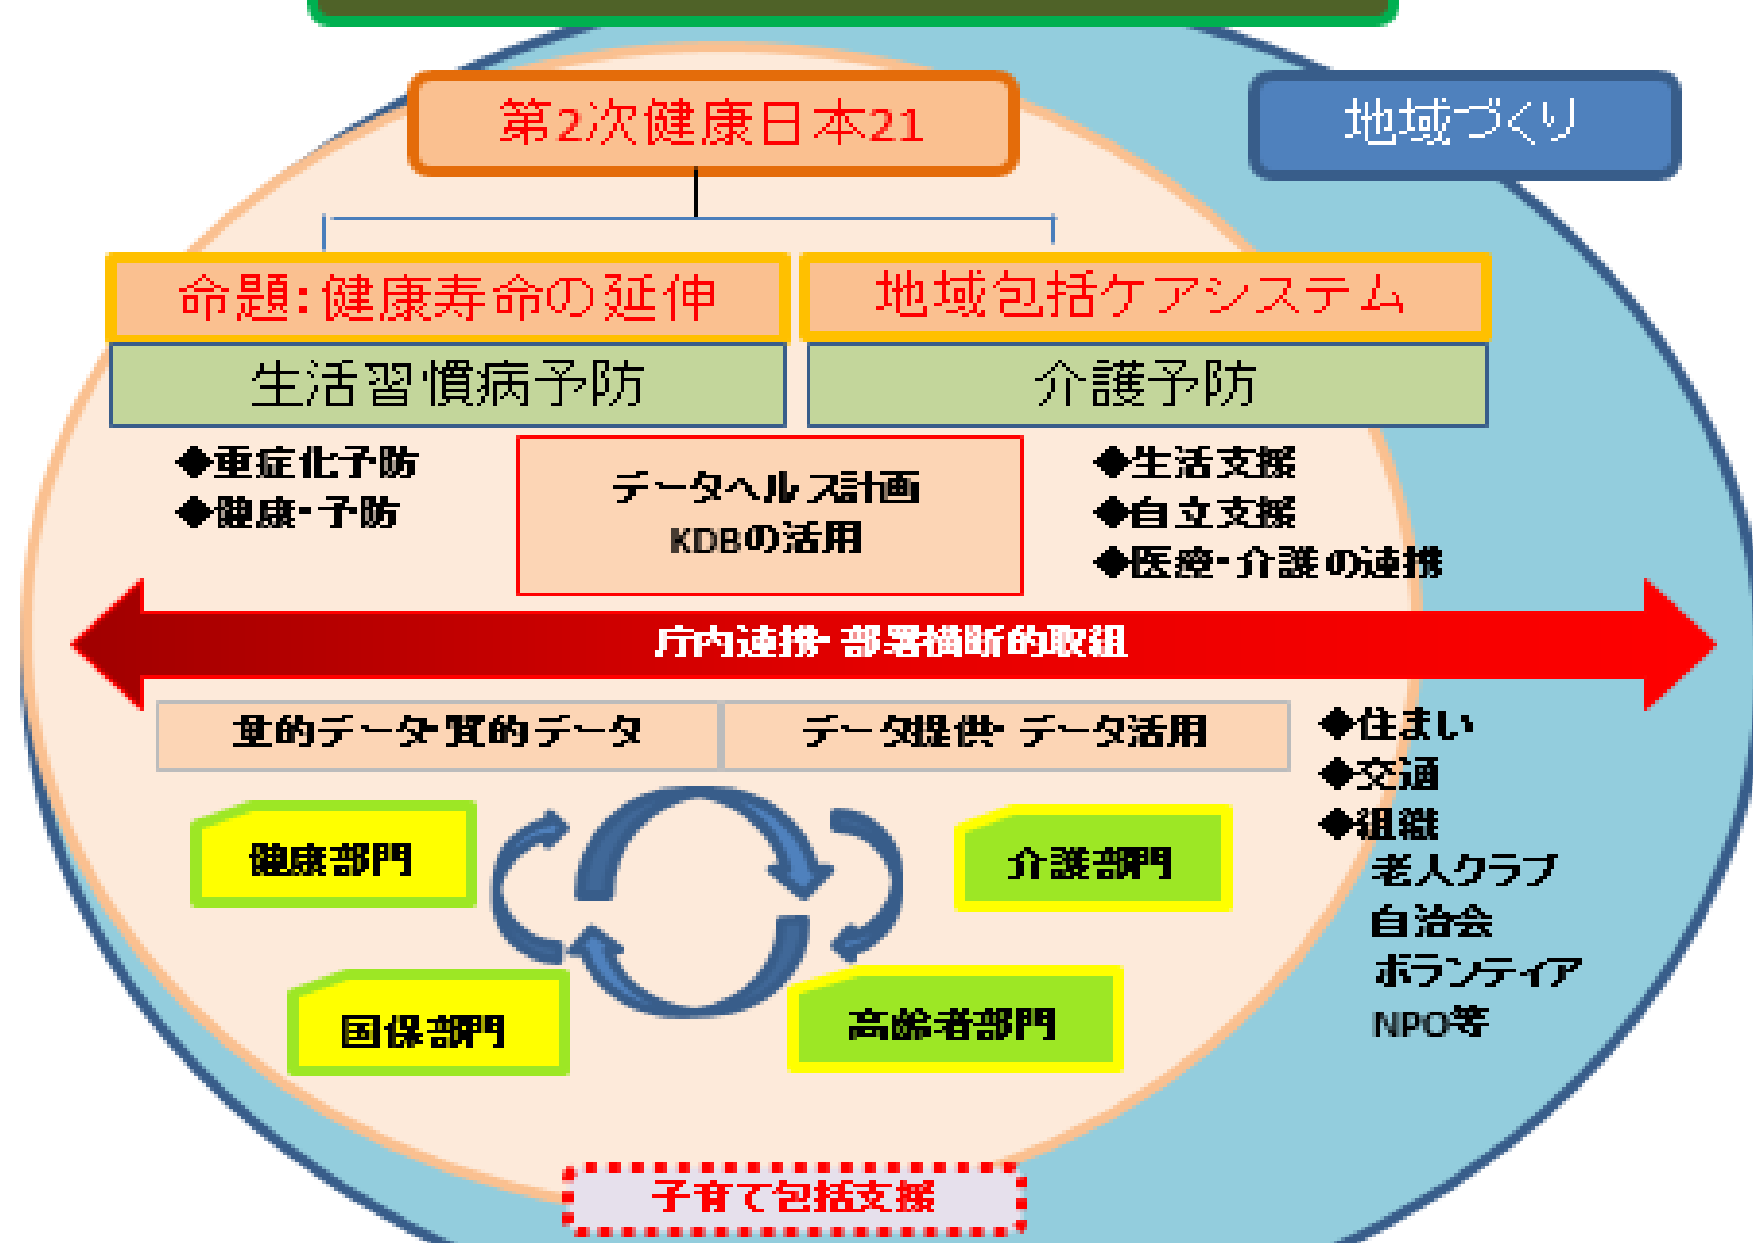 第2次健康日本21
地域づくり
命題:健康寿命の延伸
地域包括ケアシステム
生活習慣病予防
介護予防
◆重症化予防
◆健康・予防
データヘルス計画
KDBの活用
◆生活支援
◆自立支援
◆医療・介護の連携
庁内連携・部署横断的取組
量的データ・質的データ
データ提供・データ活用
◆住まい
◆交通
◆組織
老人クラブ
自治会
ボランティア
NPO等
健康部門
介護部門
国保部門
高齢者部門
子育て包括支援